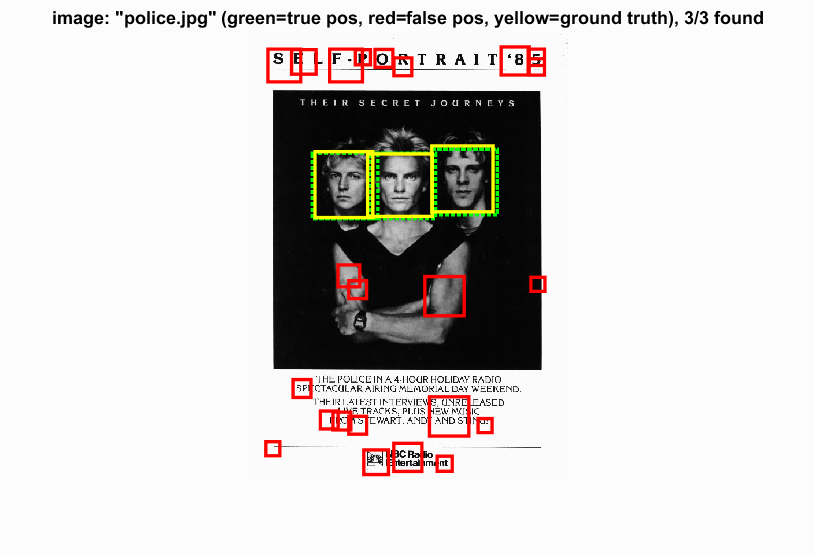 image: "police.jpg" (green=true pos, red=false pos, yellow=ground truth), 3/3 found
SELF-PORTRAIT '85
THEIR SECRET JOURNEYS
THE POLICE IN A 4-HOUR HOLIDAY RADIO
SPECTACULAR AIRING MEMORIAL DAY WEEKEND.
THEIR LATEST INTERVIEWS, UNRELEASED
LIVE TRACKS, PLUS NEW MUSIC
FROM STEWART, ANDY AND STING.
NBC Radio
Entertainment